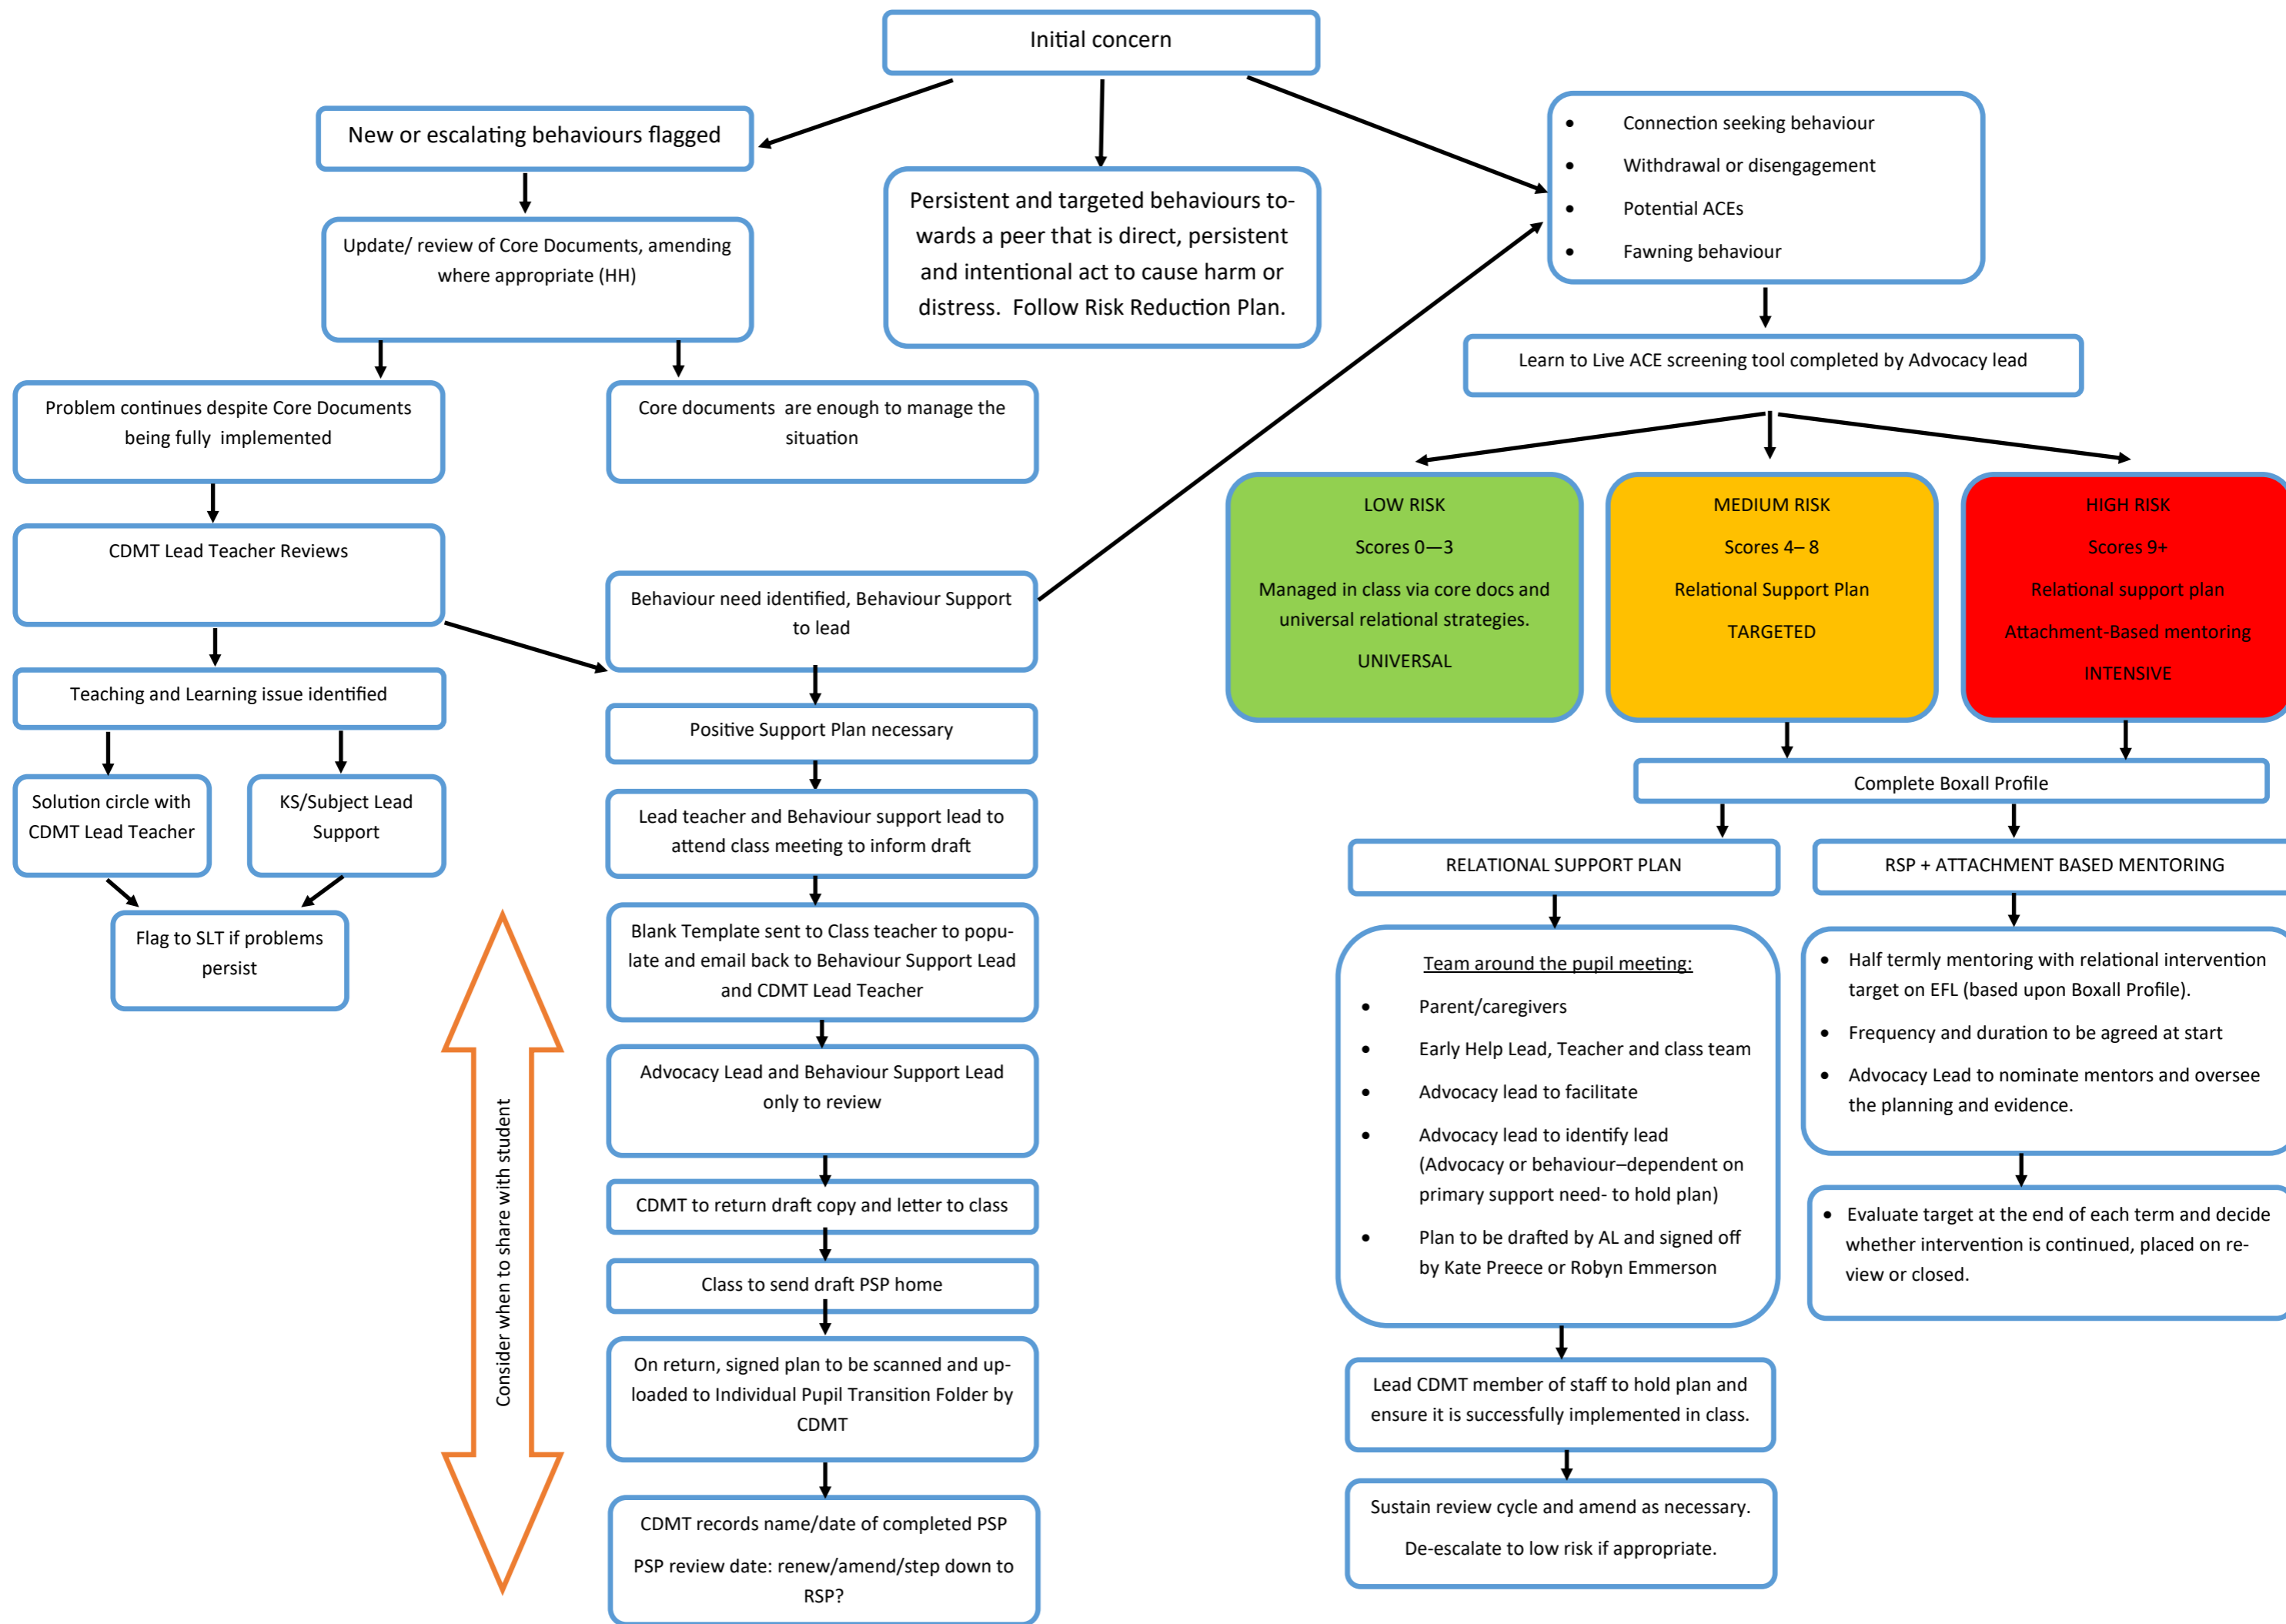 Initial concern
New or escalating behaviours flagged
Update/ review of Core Documents, amending
where appropriate (HH)
Problem continues despite Core Documents
being fully implemented
Core documents are enough to manage the
situation
CDMT Lead Teacher Reviews
Teaching and Learning issue identified
Solution circle with
CDMT Lead Teacher
KS/Subject Lead
Support
Flag to SLT if problems
persist
Persistent and targeted behaviours to-
wards a peer that is direct, persistent
and intentional act to cause harm or
distress. Follow Risk Reduction Plan.
Behaviour need identified, Behaviour Support
to lead
Positive Support Plan necessary
Lead teacher and Behaviour support lead to
attend class meeting to inform draft
Blank Template sent to Class teacher to popu-
late and email back to Behaviour Support Lead
and CDMT Lead Teacher
Advocacy Lead and Behaviour Support Lead
only to review
CDMT to return draft copy and letter to class
Class to send draft PSP home
On return, signed plan to be scanned and up-
loaded to Individual Pupil Transition Folder by
CDMT
CDMT records name/date of completed PSP
PSP review date: renew/amend/step down to
RSP?
Consider when to share with student
• Connection seeking behaviour
• Withdrawal or disengagement
• Potential ACEs
• Fawning behaviour
Learn to Live ACE screening tool completed by Advocacy lead
LOW RISK
Scores 0—3
Managed in class via core docs and
universal relational strategies.
UNIVERSAL
MEDIUM RISK
Scores 4– 8
Relational Support Plan
TARGETED
HIGH RISK
Scores 9+
Relational support plan
Attachment-Based mentoring
INTENSIVE
Complete Boxall Profile
RELATIONAL SUPPORT PLAN
Team around the pupil meeting:
• Parent/caregivers
• Early Help Lead, Teacher and class team
• Advocacy lead to facilitate
• Advocacy lead to identify lead
(Advocacy or behaviour–dependent on
primary support need- to hold plan)
• Plan to be drafted by AL and signed off
by Kate Preece or Robyn Emmerson
Lead CDMT member of staff to hold plan and
ensure it is successfully implemented in class.
Sustain review cycle and amend as necessary.
De-escalate to low risk if appropriate.
RSP + ATTACHMENT BASED MENTORING
• Half termly mentoring with relational intervention
target on EFL (based upon Boxall Profile).
• Frequency and duration to be agreed at start
• Advocacy Lead to nominate mentors and oversee
the planning and evidence.
• Evaluate target at the end of each term and decide
whether intervention is continued, placed on re-
view or closed.